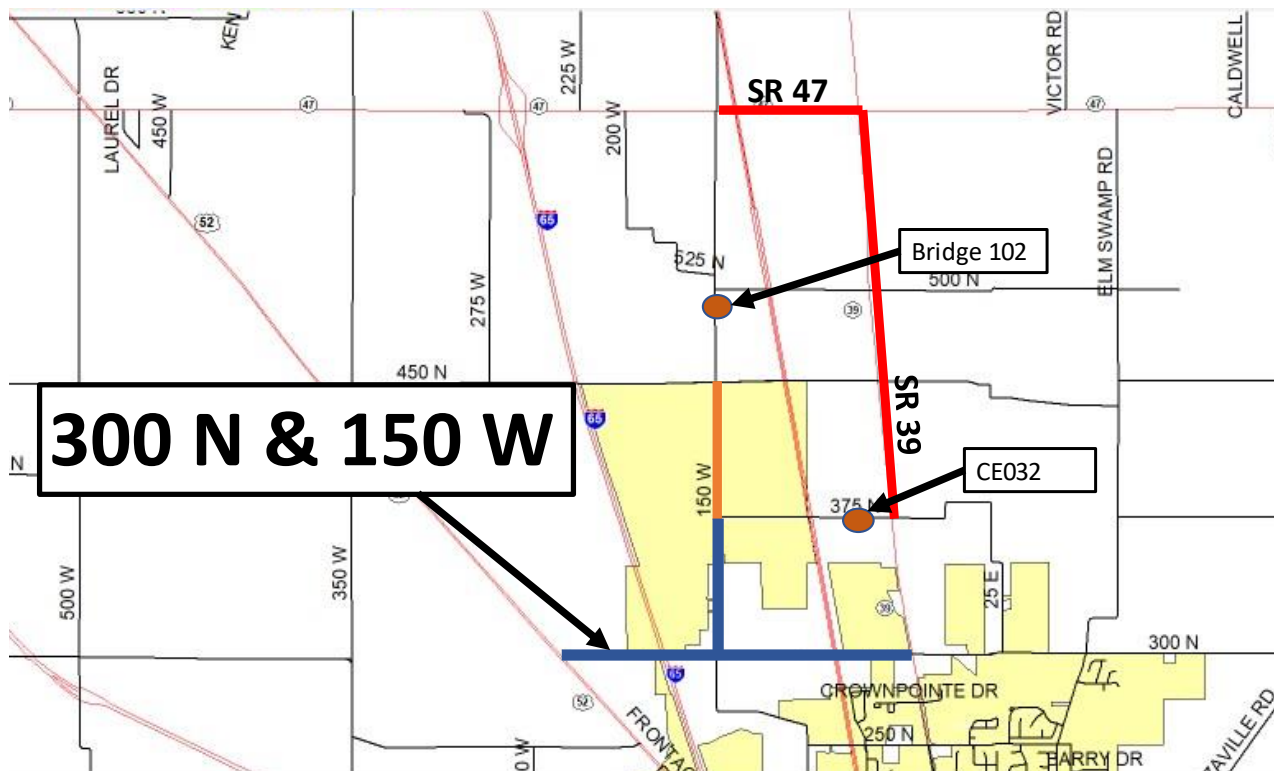 KEN
LAUREL DR
450 W
47
225 W
47
SR 47
VICTOR RD
47
CALDWELL
200 W
52
65
ELM SWAMP RD
Bridge 102
525 N
500 N
275 W
39
450 N
300 N & 150 W
65
SR 39
N
150 W
CE032
375 N
500 W
350 W
25 E
39
300 N
65
52
CROWNPOINTE DR
250 N
BARRY DR